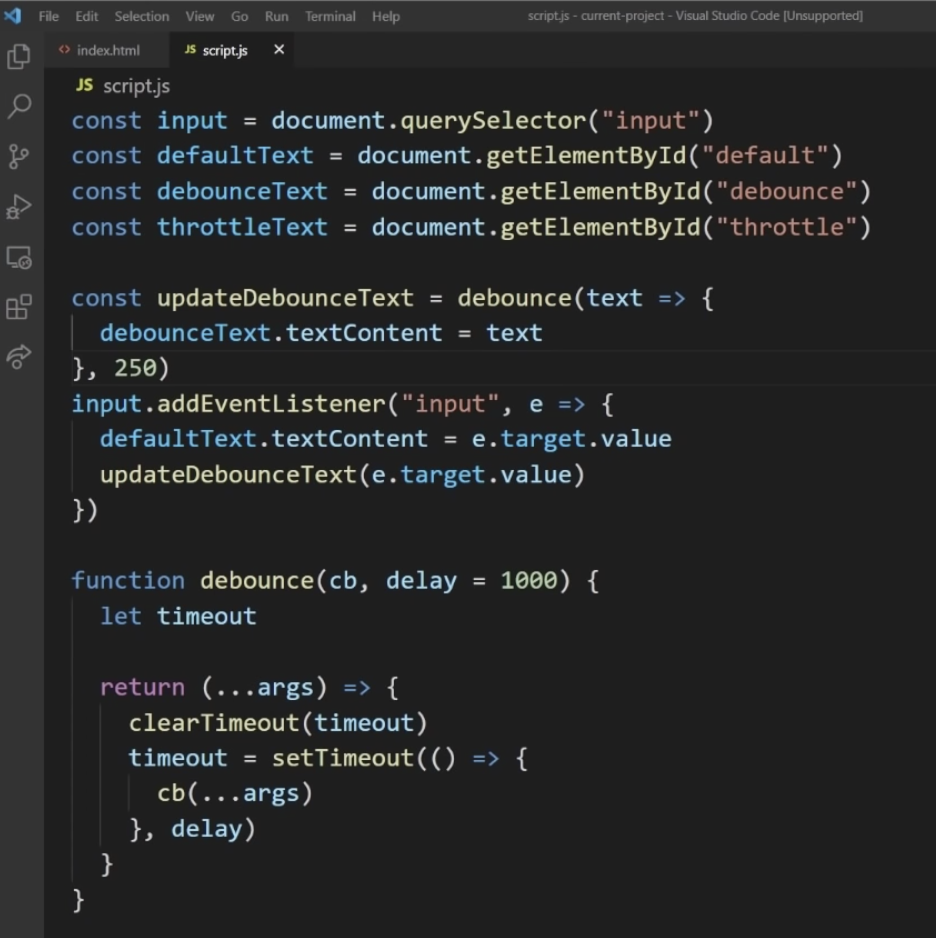 File Edit Selection View Go Run Terminal Help script.js - current-project - Visual Studio Code [Unsupported]
<> index.html JS script.js ×
JS script.js
const input = document.querySelector("input")
const defaultText = document.getElementById("default")
const debounceText = document.getElementById("debounce")
const throttleText = document.getElementById("throttle")

const updateDebounceText = debounce(text => {
  debounceText.textContent = text
}, 250)
input.addEventListener("input", e => {
  defaultText.textContent = e.target.value
  updateDebounceText(e.target.value)
})

function debounce(cb, delay = 1000) {
  let timeout

  return (...args) => {
    clearTimeout(timeout)
    timeout = setTimeout(() => {
      cb(...args)
    }, delay)
  }
}